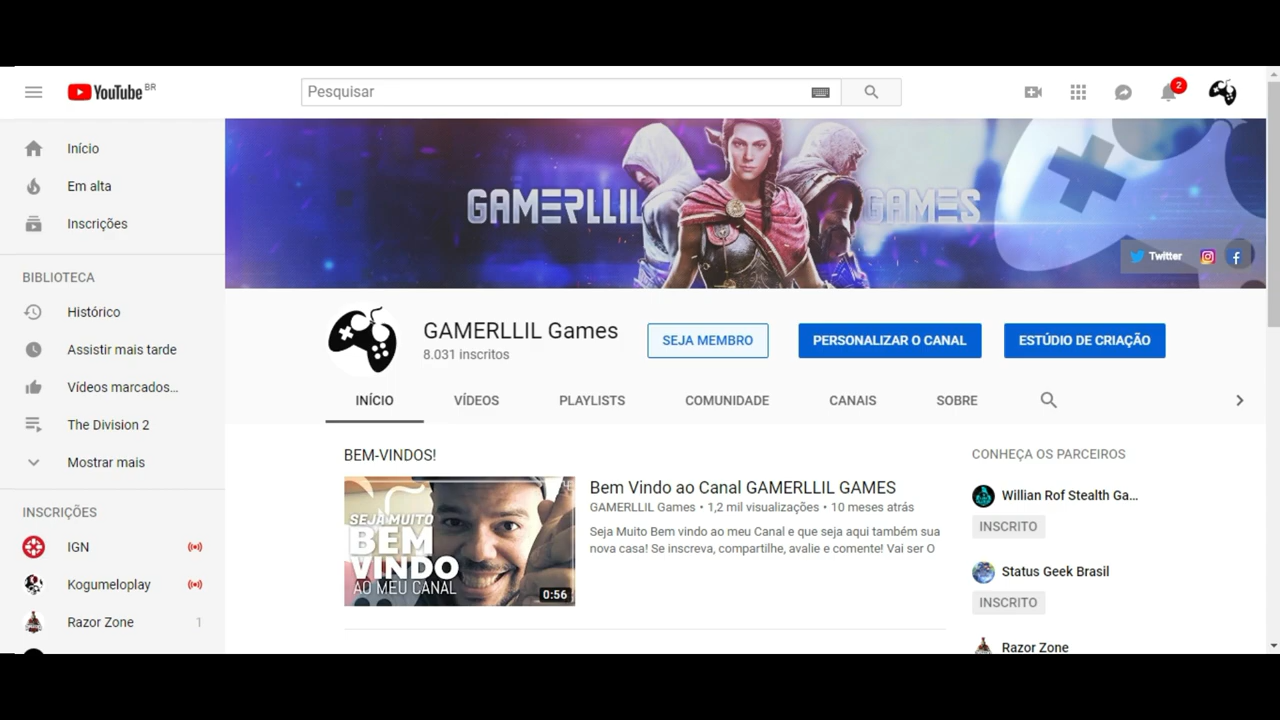 YouTube BR
Pesquisar
2
Início
Em alta
Inscrições
BIBLIOTECA
Histórico
Assistir mais tarde
Vídeos marcados...
The Division 2
Mostrar mais
INSCRIÇÕES
IGN
Kogumeloplay
Razor Zone 1
GAMERLLIL GAMES
Twitter
GAMERLLIL Games
8.031 inscritos
SEJA MEMBRO
PERSONALIZAR O CANAL
ESTÚDIO DE CRIAÇÃO
INÍCIO VÍDEOS PLAYLISTS COMUNIDADE CANAIS SOBRE
BEM-VINDOS!
SEJA MUITO
BEM
VINDO
AO MEU CANAL
0:56
Bem Vindo ao Canal GAMERLLIL GAMES
GAMERLLIL Games • 1,2 mil visualizações • 10 meses atrás
Seja Muito Bem vindo ao meu Canal e que seja aqui também sua
nova casa! Se inscreva, compartilhe, avalie e comente! Vai ser O
CONHEÇA OS PARCEIROS
Willian Rof Stealth Ga...
INSCRITO
Status Geek Brasil
INSCRITO
Razor Zone